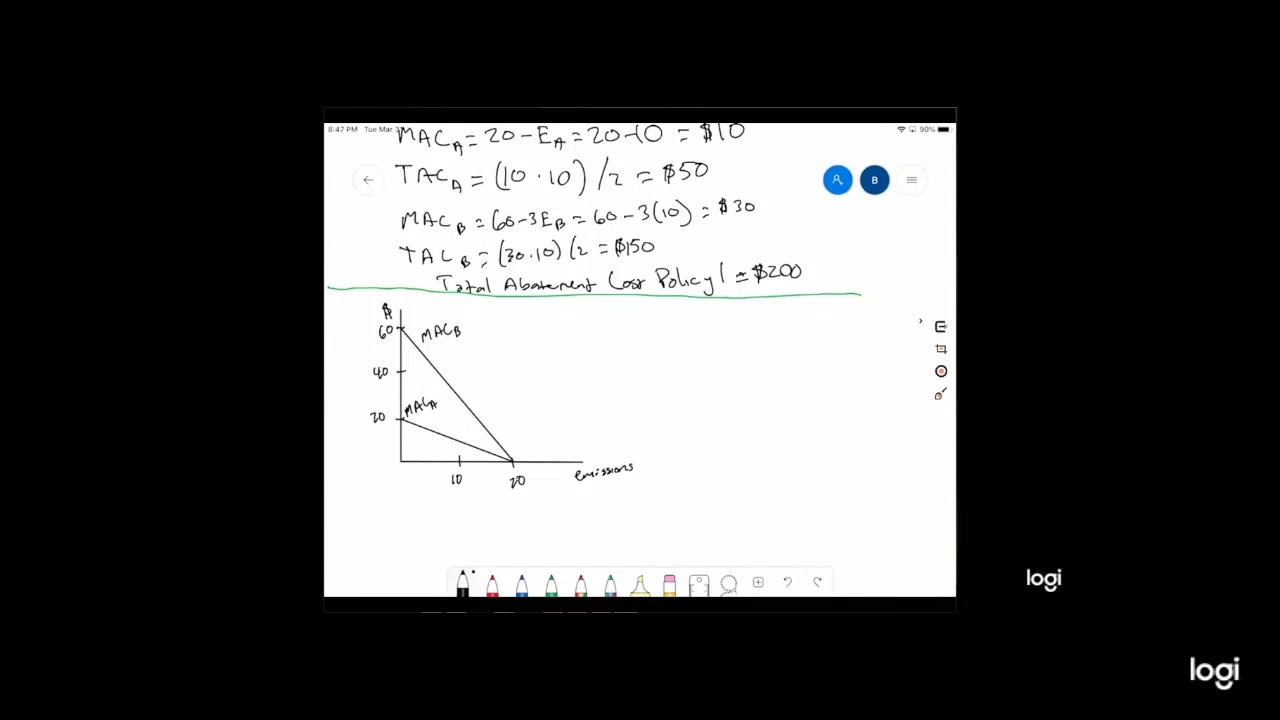 8:47 PM Tue Mar 3
90%
MAC_A = 20 - E_A = 20 - 10 = $10
TAC_A = (10 · 10) / 2 = $50
B
MAC_B = 60 - 3E_B = 60 - 3(10) = $30
TAC_B = (30 · 10) / 2 = $150
Total Abatement Cost Policy 1 = $200
$
60
MAC_B
40
20
MAC_A
10
20
emissions
logi
logi